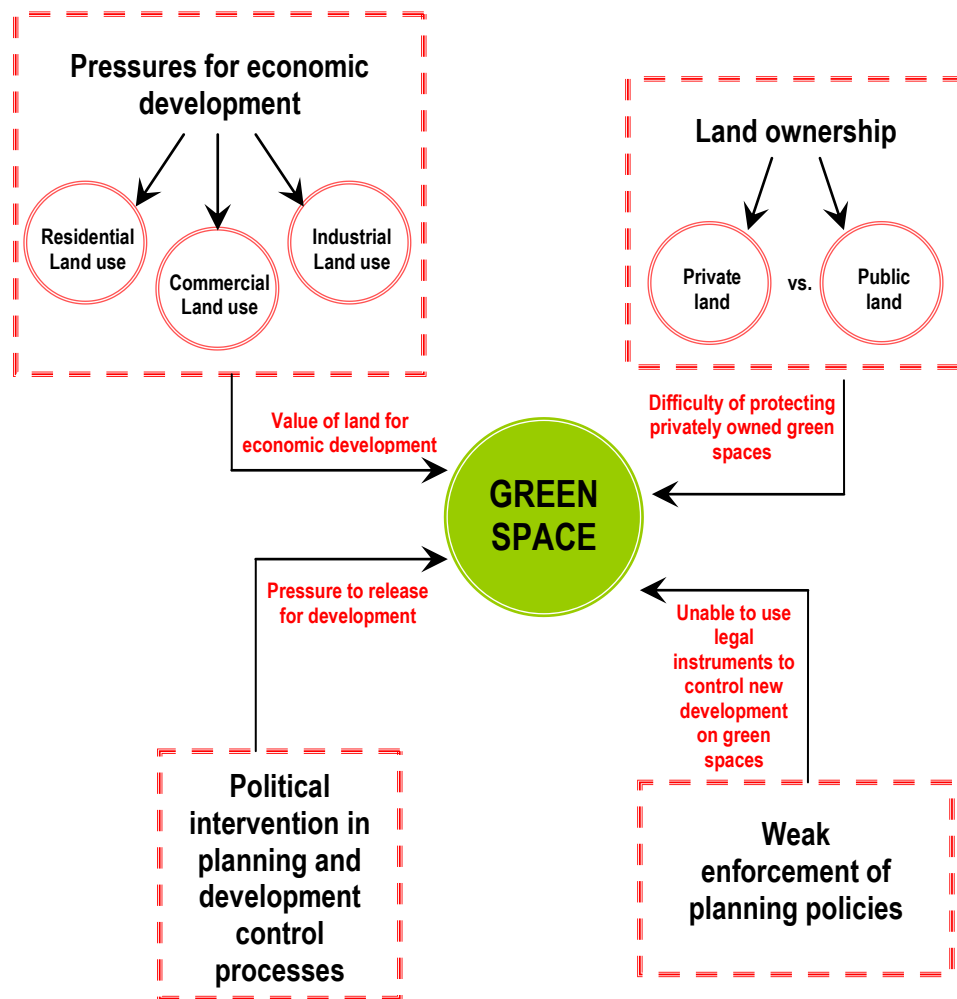 Pressures for economic
development
Residential
Land use
Commercial
Land use
Industrial
Land use
Land ownership
Private
land
vs.
Public
land
Value of land for
economic development
Difficulty of protecting
privately owned green
spaces
GREEN
SPACE
Pressure to release
for development
Unable to use
legal
instruments to
control new
development
on green
spaces
Political
intervention in
planning and
development
control
processes
Weak
enforcement of
planning policies